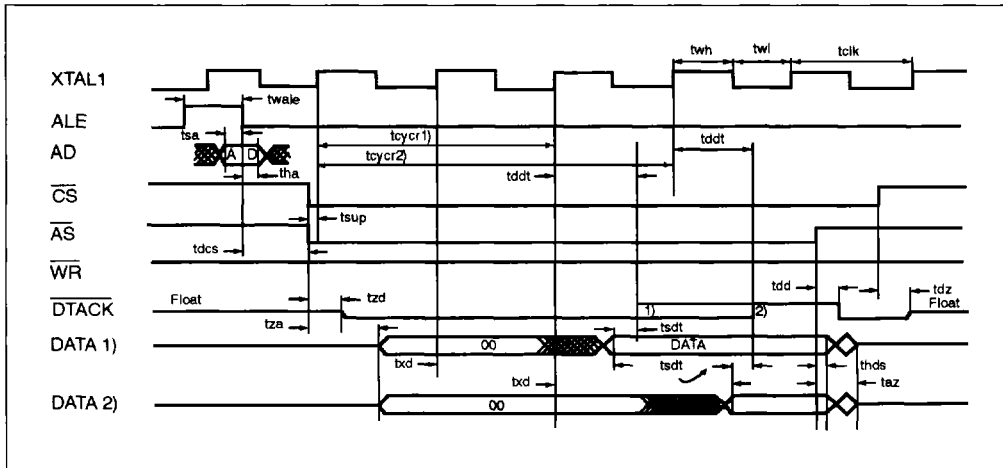 twh twl tclk
XTAL1
twale
ALE
tsa tcycr1)
AD A D tcycr2) tddt
tha tddt
CS
tsup
AS
tdcs
WR
tdd tdz
DTACK Float tzd 1) 2) Float
tza tsdt
DATA 1) 00 DATA
txd tsdt thds
txd taz
DATA 2) 00